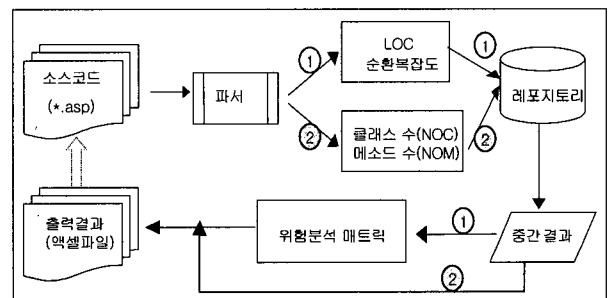 소스코드
(*.asp)
파서
①
LOC
순환복잡도
①
레포지토리
②
클래스 수(NOC)
메소드 수(NOM)
②
출력결과
(액셀파일)
위험분석 매트릭
①
중간 결과
②